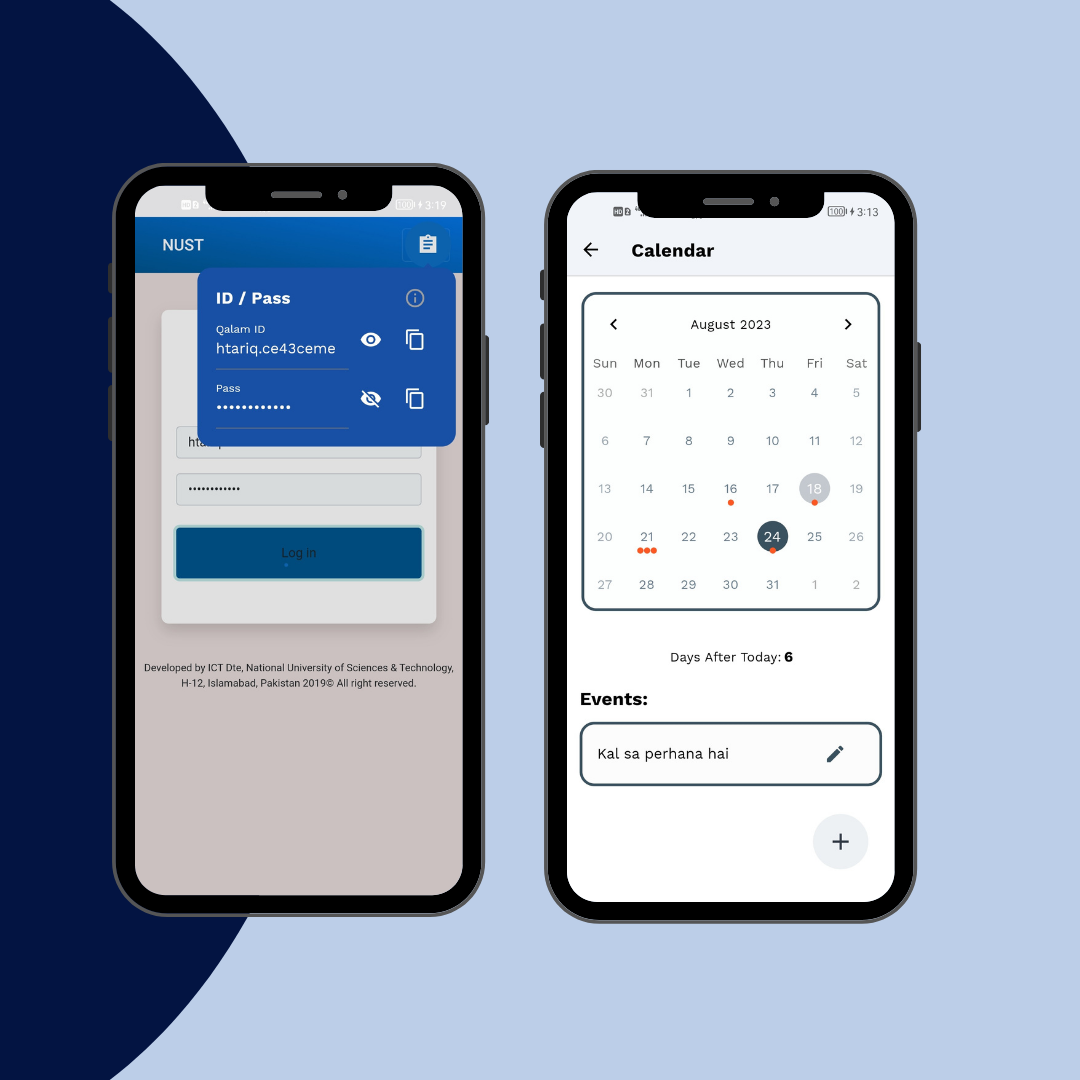 3:19
NUST
ID / Pass
Qalam ID
htariq.ce43ceme
Pass
••••••••••••
••••••••••••
Log in
Developed by ICT Dte, National University of Sciences & Technology,
H-12, Islamabad, Pakistan 2019© All right reserved.
100 3:13
Calendar
August 2023
Sun Mon Tue Wed Thu Fri Sat
30 31 1 2 3 4 5
6 7 8 9 10 11 12
13 14 15 16 17 18 19
20 21 22 23 24 25 26
27 28 29 30 31 1 2
Days After Today: 6
Events:
Kal sa perhana hai